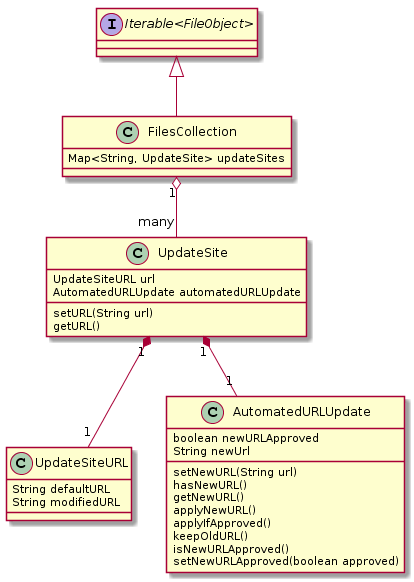 I Iterable<FileObject>
C FilesCollection
Map<String, UpdateSite> updateSites
1
many
C UpdateSite
UpdateSiteURL url
AutomatedURLUpdate automatedURLUpdate
setURL(String url)
getURL()
1
1
1
1
C UpdateSiteURL
String defaultURL
String modifiedURL
C AutomatedURLUpdate
boolean newURLApproved
String newUrl
setNewURL(String url)
hasNewURL()
getNewURL()
applyNewURL()
applyIfApproved()
keepOldURL()
isNewURLApproved()
setNewURLApproved(boolean approved)